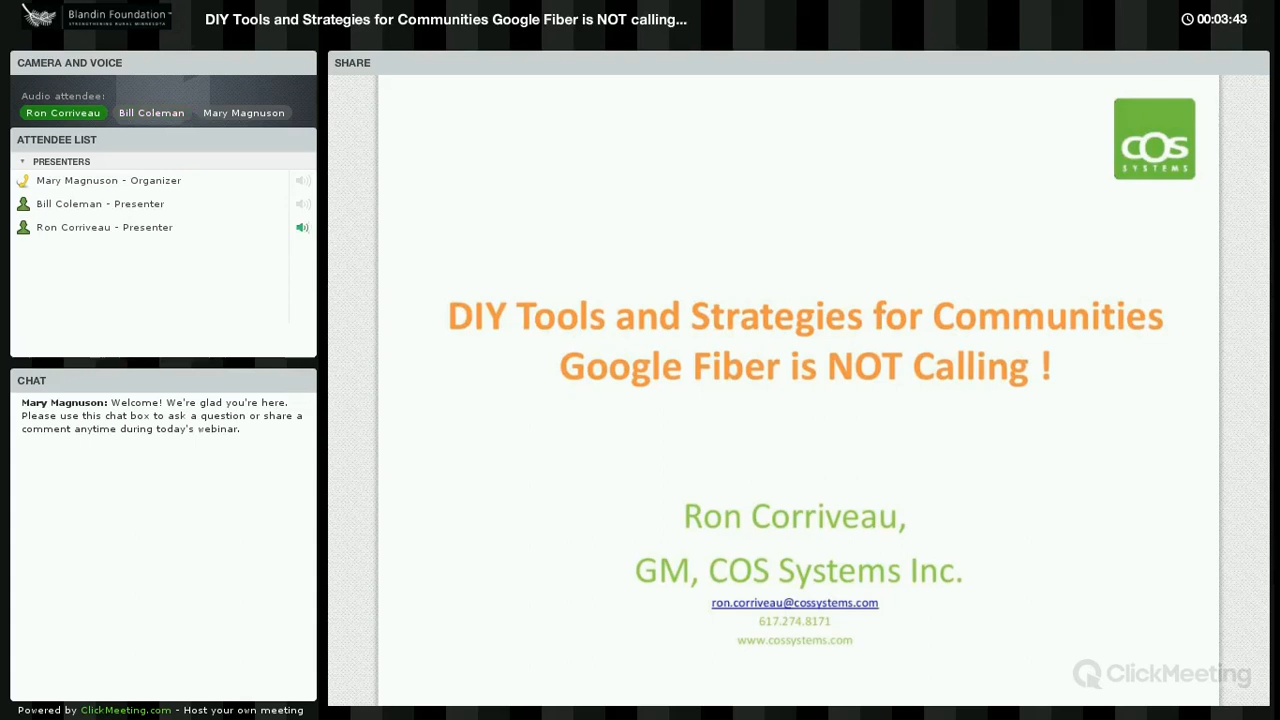 Blandin Foundation™
STRENGTHENING RURAL MINNESOTA
DIY Tools and Strategies for Communities Google Fiber is NOT calling...
00:03:43
CAMERA AND VOICE
Audio attendee:
Ron Corriveau Bill Coleman Mary Magnuson
ATTENDEE LIST
PRESENTERS
Mary Magnuson - Organizer
Bill Coleman - Presenter
Ron Corriveau - Presenter
CHAT
Mary Magnuson: Welcome! We're glad you're here.
Please use this chat box to ask a question or share a
comment anytime during today's webinar.
Powered by ClickMeeting.com - Host your own meeting
SHARE
COS
SYSTEMS
DIY Tools and Strategies for Communities
Google Fiber is NOT Calling !
Ron Corriveau,
GM, COS Systems Inc.
ron.corriveau@cossystems.com
617.274.8171
www.cossystems.com
ClickMeeting